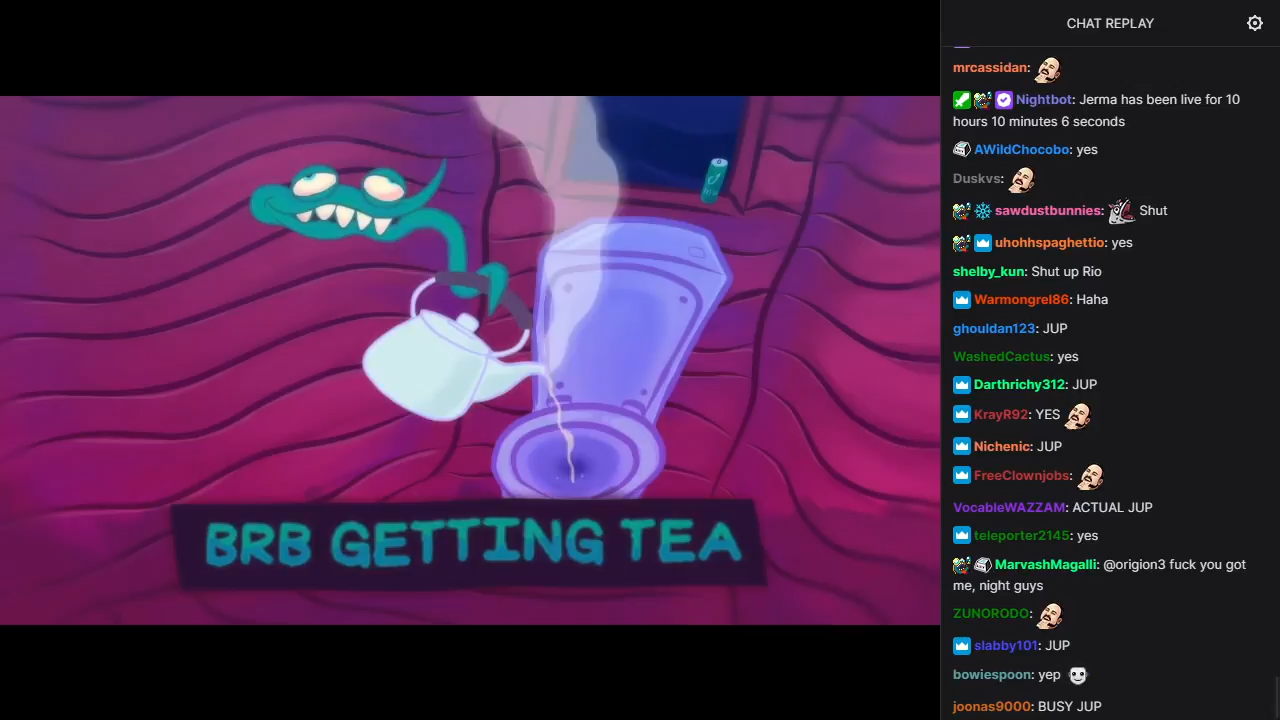 CHAT REPLAY
mrcassidan:
Nightbot: Jerma has been live for 10
hours 10 minutes 6 seconds
AWildChocobo: yes
Duskvs:
sawdustbunnies: Shut
uhohhspaghettio: yes
shelby_kun: Shut up Rio
Warmongrel86: Haha
ghouldan123: JUP
WashedCactus: yes
Darthrichy312: JUP
KrayR92: YES
Nichenic: JUP
FreeClownjobs:
VocableWAZZAM: ACTUAL JUP
teleporter2145: yes
MarvashMagalli: @origion3 fuck you got
me, night guys
ZUNORODO:
slabby101: JUP
bowiespoon: yep
joonas9000: BUSY JUP
BRB GETTING TEA